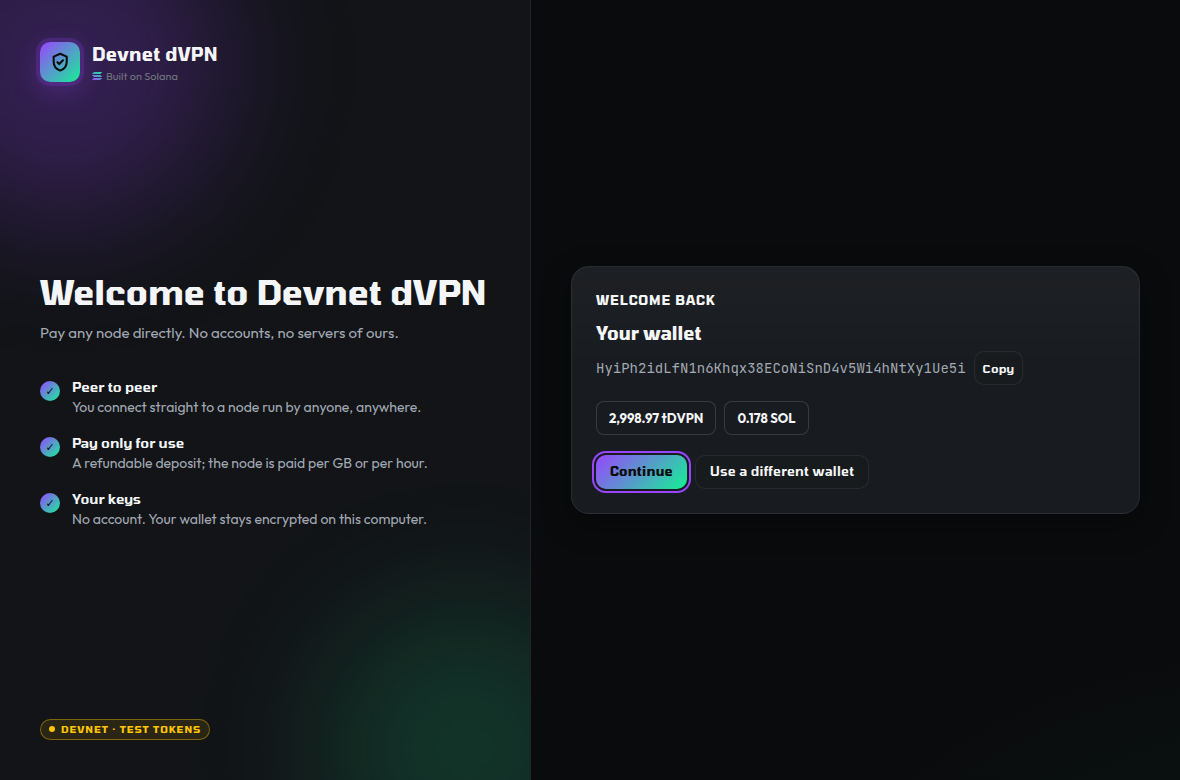 Devnet dVPN
Built on Solana
Welcome to Devnet dVPN
Pay any node directly. No accounts, no servers of ours.
Peer to peer
You connect straight to a node run by anyone, anywhere.
Pay only for use
A refundable deposit; the node is paid per GB or per hour.
Your keys
No account. Your wallet stays encrypted on this computer.
DEVNET · TEST TOKENS
WELCOME BACK
Your wallet
HyiPh2idLfN1n6Khqx38ECoNiSnD4v5Wi4hNtXy1Ue5i Copy
2,998.97 tDVPN 0.178 SOL
Continue Use a different wallet